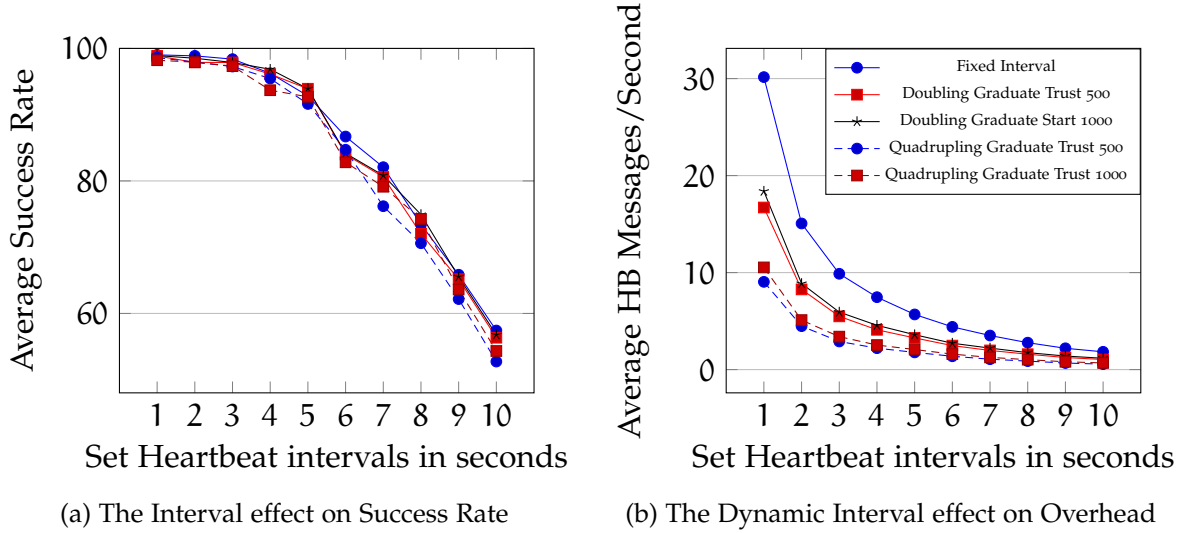 100
80
60
Average Success Rate
1 2 3 4 5 6 7 8 9 10
Set Heartbeat intervals in seconds
(a) The Interval effect on Success Rate
30
20
10
0
Average HB Messages/Second
Fixed Interval
Doubling Graduate Trust 500
Doubling Graduate Start 1000
Quadrupling Graduate Trust 500
Quadrupling Graduate Trust 1000
1 2 3 4 5 6 7 8 9 10
Set Heartbeat intervals in seconds
(b) The Dynamic Interval effect on Overhead